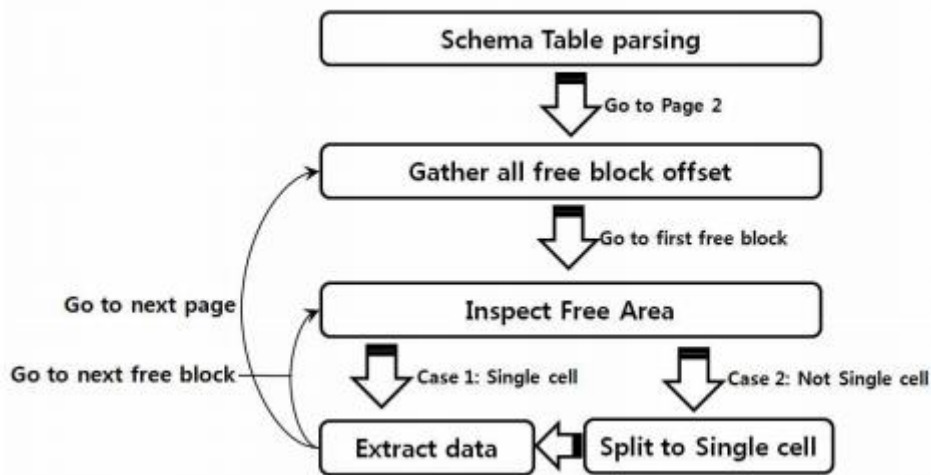 Schema Table parsing
Go to Page 2
Gather all free block offset
Go to first free block
Go to next page
Inspect Free Area
Go to next free block
Case 1: Single cell
Case 2: Not Single cell
Extract data
Split to Single cell